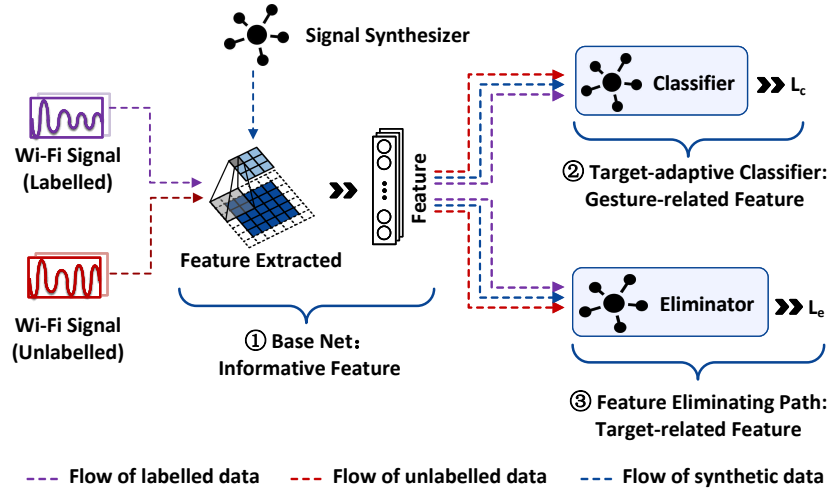 Signal Synthesizer
Wi-Fi Signal
(Labelled)
Wi-Fi Signal
(Unlabelled)
Feature Extracted
Feature
① Base Net：
Informative Feature
Classifier
L_c
② Target-adaptive Classifier:
Gesture-related Feature
Eliminator
L_e
③ Feature Eliminating Path:
Target-related Feature
Flow of labelled data
Flow of unlabelled data
Flow of synthetic data